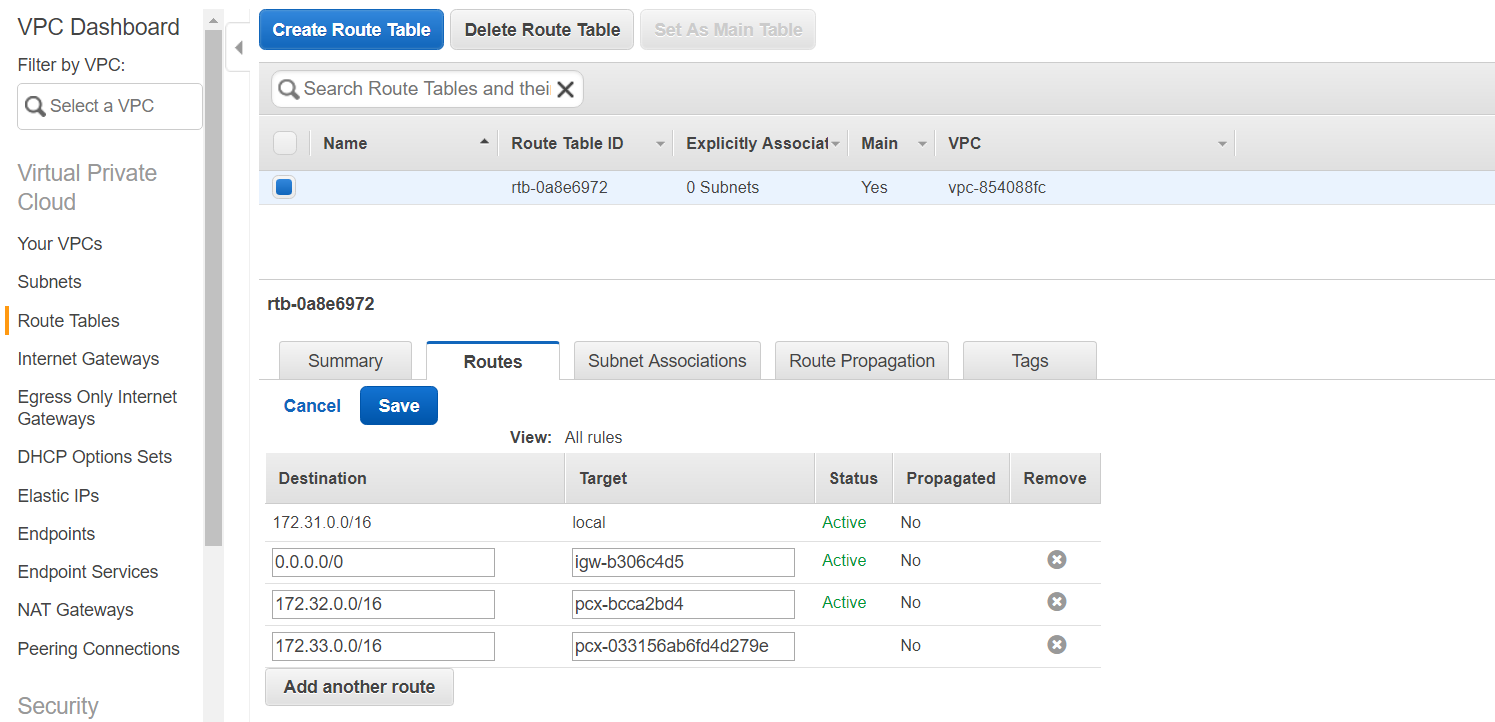 VPC Dashboard
Filter by VPC:
Select a VPC
Virtual Private
Cloud
Your VPCs
Subnets
Route Tables
Internet Gateways
Egress Only Internet
Gateways
DHCP Options Sets
Elastic IPs
Endpoints
Endpoint Services
NAT Gateways
Peering Connections
Security
Create Route Table Delete Route Table Set As Main Table
Search Route Tables and thei
Name Route Table ID Explicitly Associat Main VPC
rtb-0a8e6972 0 Subnets Yes vpc-854088fc
rtb-0a8e6972
Summary Routes Subnet Associations Route Propagation Tags
Cancel Save
View: All rules
Destination Target Status Propagated Remove
172.31.0.0/16 local Active No
0.0.0.0/0 igw-b306c4d5 Active No
172.32.0.0/16 pcx-bcca2bd4 Active No
172.33.0.0/16 pcx-033156ab6fd4d279e No
Add another route